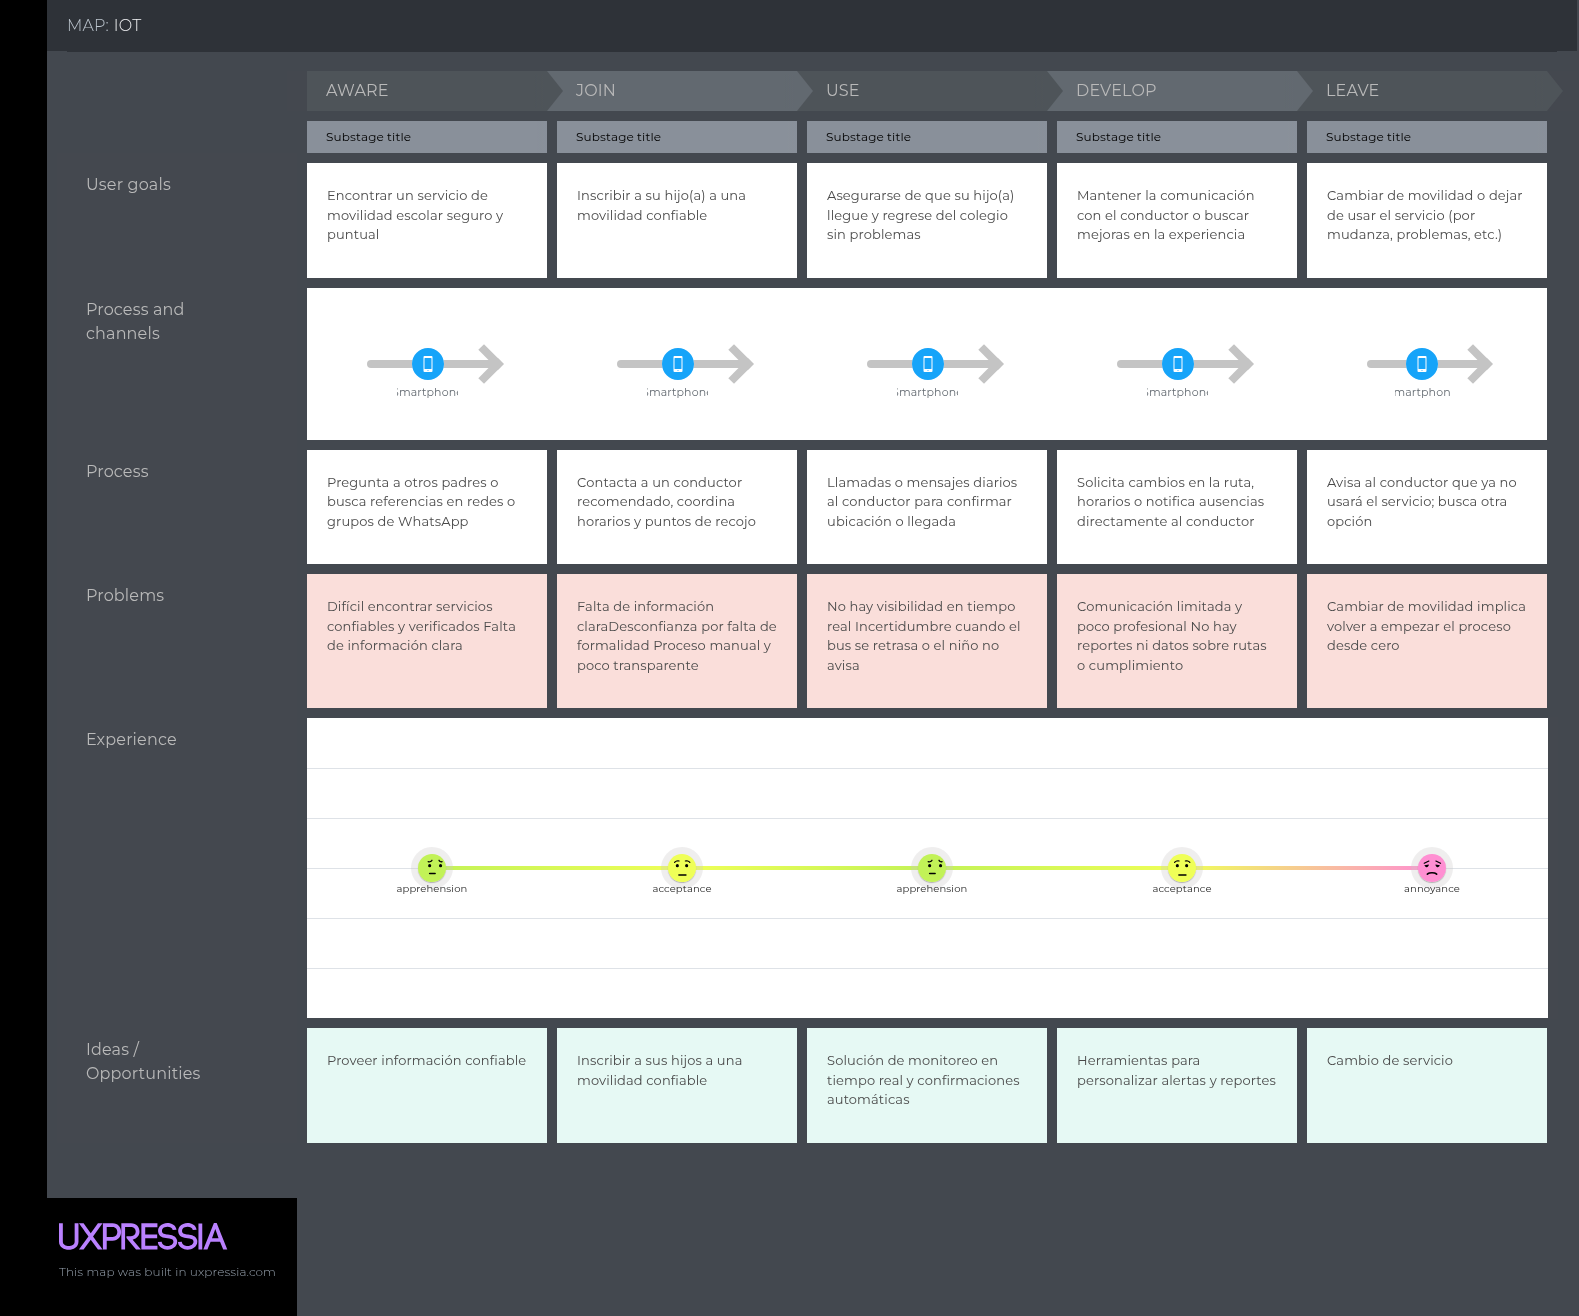 MAP: IOT
AWARE
JOIN
USE
DEVELOP
LEAVE
Substage title
Substage title
Substage title
Substage title
Substage title
User goals
Encontrar un servicio de
movilidad escolar seguro y
puntual
Inscribir a su hijo(a) a una
movilidad confiable
Asegurarse de que su hijo(a)
llegue y regrese del colegio
sin problemas
Mantener la comunicación
con el conductor o buscar
mejoras en la experiencia
Cambiar de movilidad o dejar
de usar el servicio (por
mudanza, problemas, etc.)
Process and
channels
Smartphone
Smartphone
Smartphone
Smartphone
martphon
Process
Pregunta a otros padres o
busca referencias en redes o
grupos de WhatsApp
Contacta a un conductor
recomendado, coordina
horarios y puntos de recojo
Llamadas o mensajes diarios
al conductor para confirmar
ubicación o llegada
Solicita cambios en la ruta,
horarios o notifica ausencias
directamente al conductor
Avisa al conductor que ya no
usará el servicio; busca otra
opción
Problems
Difícil encontrar servicios
confiables y verificados Falta
de información clara
Falta de información
claraDesconfianza por falta de
formalidad Proceso manual y
poco transparente
No hay visibilidad en tiempo
real Incertidumbre cuando el
bus se retrasa o el niño no
avisa
Comunicación limitada y
poco profesional No hay
reportes ni datos sobre rutas
o cumplimiento
Cambiar de movilidad implica
volver a empezar el proceso
desde cero
Experience
apprehension
acceptance
apprehension
acceptance
annoyance
Ideas /
Opportunities
Proveer información confiable
Inscribir a sus hijos a una
movilidad confiable
Solución de monitoreo en
tiempo real y confirmaciones
automáticas
Herramientas para
personalizar alertas y reportes
Cambio de servicio
UXPRESSIA
This map was built in uxpressia.com